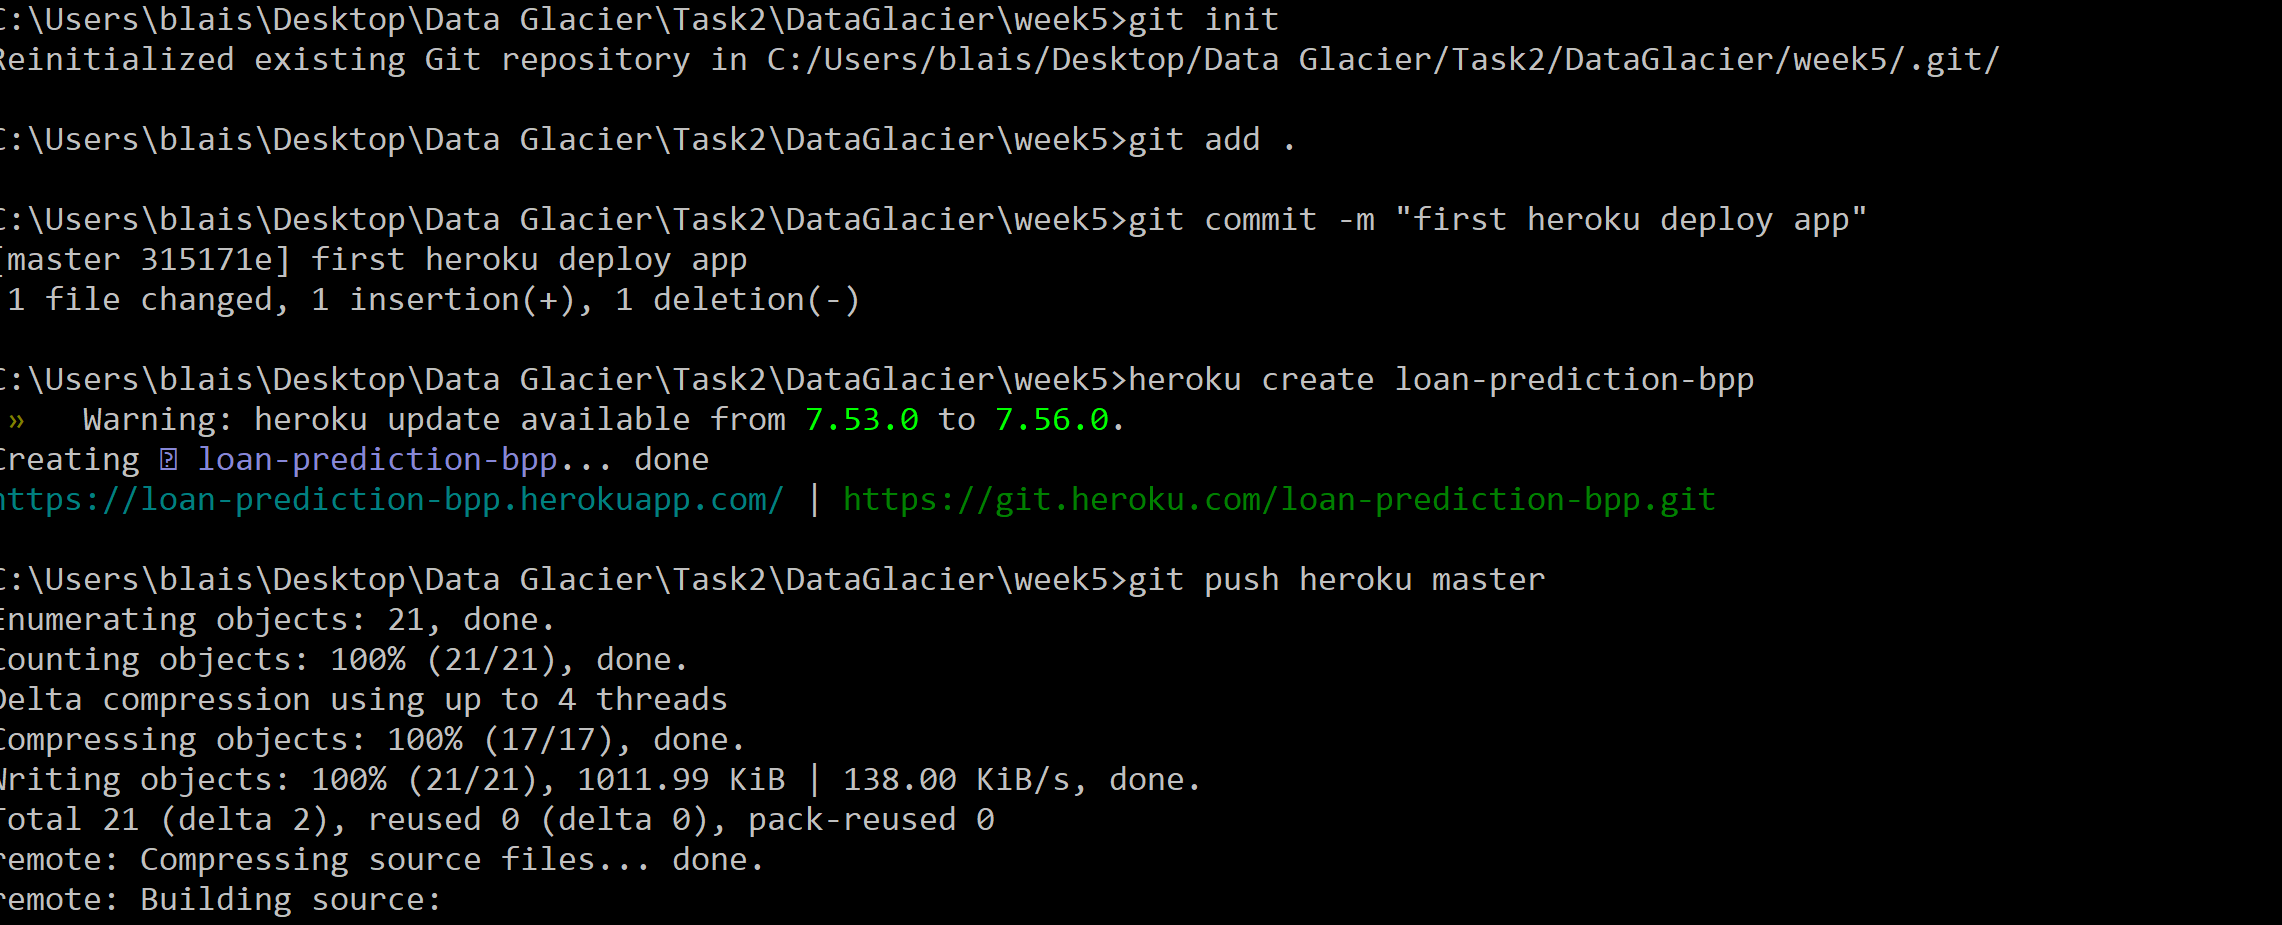 C:\Users\blais\Desktop\Data Glacier\Task2\DataGlacier\week5>git init
Reinitialized existing Git repository in C:/Users/blais/Desktop/Data Glacier/Task2/DataGlacier/week5/.git/
C:\Users\blais\Desktop\Data Glacier\Task2\DataGlacier\week5>git add .
C:\Users\blais\Desktop\Data Glacier\Task2\DataGlacier\week5>git commit -m "first heroku deploy app"
[master 315171e] first heroku deploy app
1 file changed, 1 insertion(+), 1 deletion(-)
C:\Users\blais\Desktop\Data Glacier\Task2\DataGlacier\week5>heroku create loan-prediction-bpp
» Warning: heroku update available from 7.53.0 to 7.56.0.
Creating ⍰ loan-prediction-bpp... done
https://loan-prediction-bpp.herokuapp.com/ | https://git.heroku.com/loan-prediction-bpp.git
C:\Users\blais\Desktop\Data Glacier\Task2\DataGlacier\week5>git push heroku master
Enumerating objects: 21, done.
Counting objects: 100% (21/21), done.
Delta compression using up to 4 threads
Compressing objects: 100% (17/17), done.
Writing objects: 100% (21/21), 1011.99 KiB | 138.00 KiB/s, done.
Total 21 (delta 2), reused 0 (delta 0), pack-reused 0
remote: Compressing source files... done.
remote: Building source: